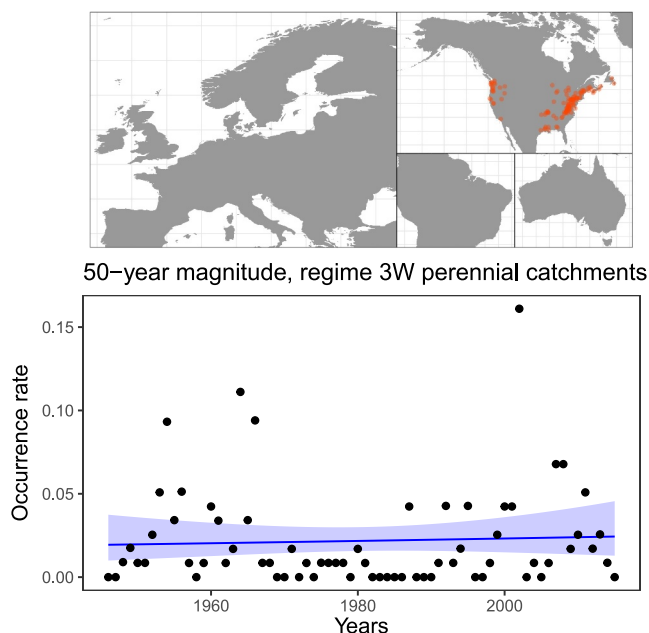 50−year magnitude, regime 3W perennial catchments
Occurrence rate
0.15
0.10
0.05
0.00
1960 1980 2000
Years